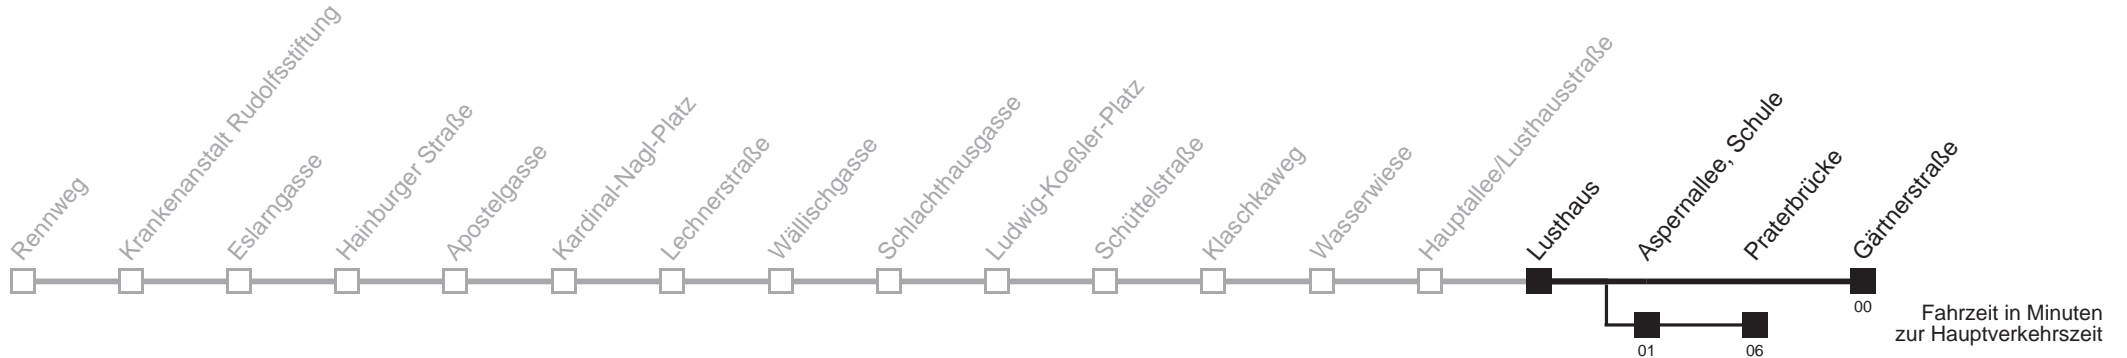 Rennweg
Krankenanstalt Rudolfsstiftung
Eslarngasse
Hainburger Straße
Apostelgasse
Kardinal-Nagl-Platz
Lechnerstraße
Wällischgasse
Schlachthausgasse
Ludwig-Koeßler-Platz
Schüttelstraße
Klaschkaweg
Wasserwiese
Hauptallee/Lusthausstraße
Lusthaus
Aspernallee, Schule
Praterbrücke
Gärtnerstraße
00
01
06
Fahrzeit in Minuten
zur Hauptverkehrszeit